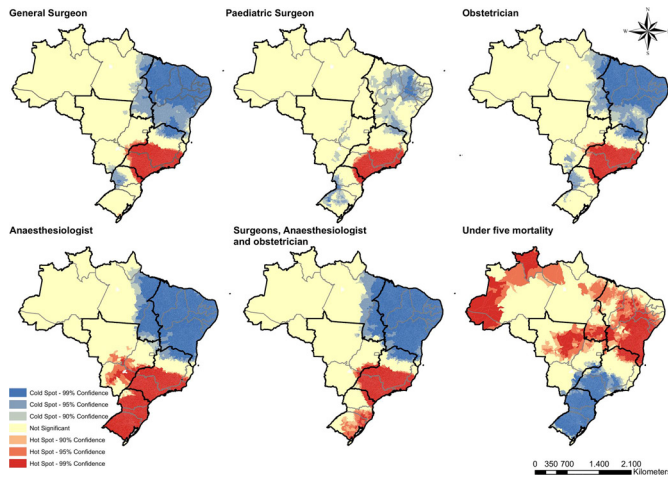 General Surgeon
Paediatric Surgeon
Obstetrician
N
W
E
S
Anaesthesiologist
Surgeons, Anaesthesiologist
and obstetrician
Under five mortality
Cold Spot - 99% Confidence
Cold Spot - 95% Confidence
Cold Spot - 90% Confidence
Not Significant
Hot Spot - 90% Confidence
Hot Spot - 95% Confidence
Hot Spot - 99% Confidence
0 350 700 1.400 2.100
Kilometers